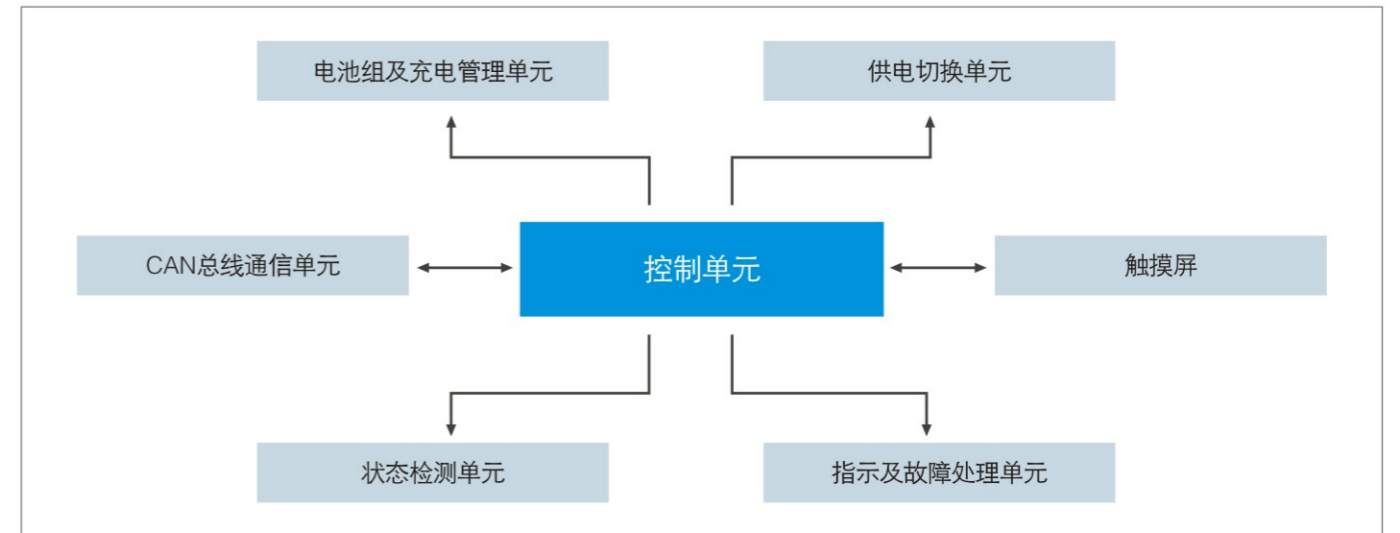 电池组及充电管理单元
供电切换单元
CAN总线通信单元
控制单元
触摸屏
状态检测单元
指示及故障处理单元